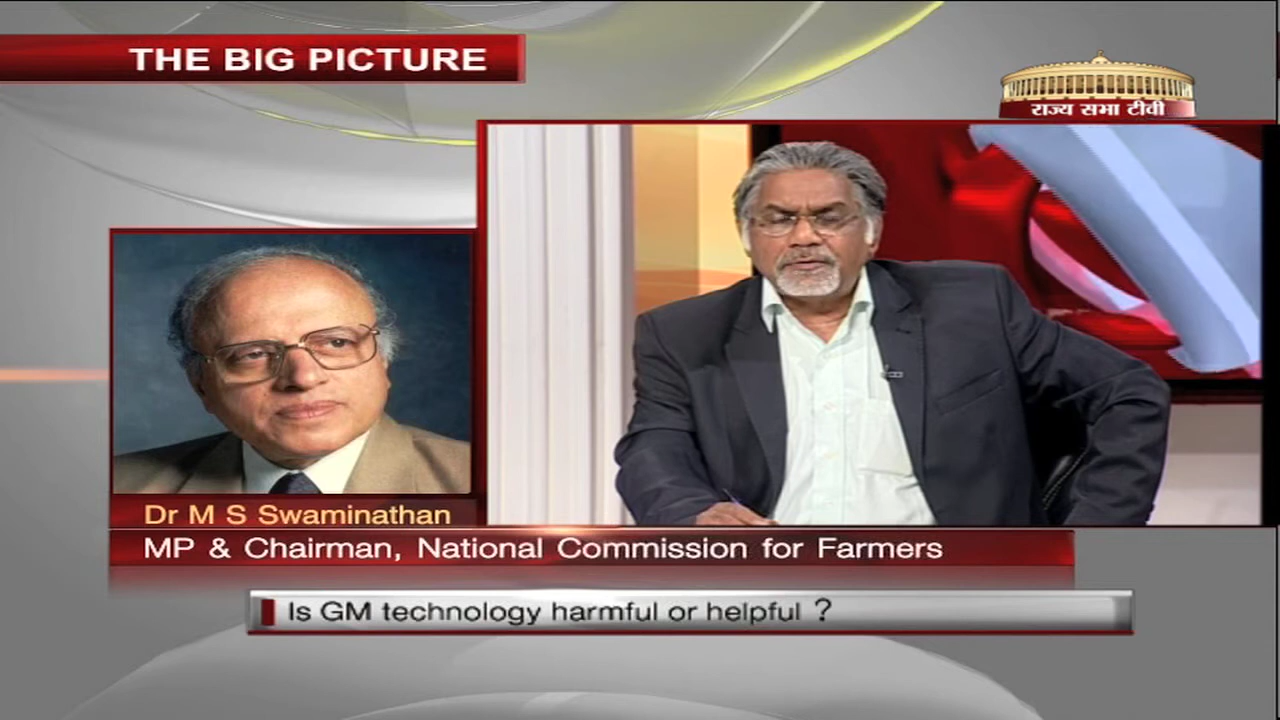 THE BIG PICTURE
राज्य सभा टीवी
Dr M S Swaminathan
MP & Chairman, National Commission for Farmers
Is GM technology harmful or helpful ?